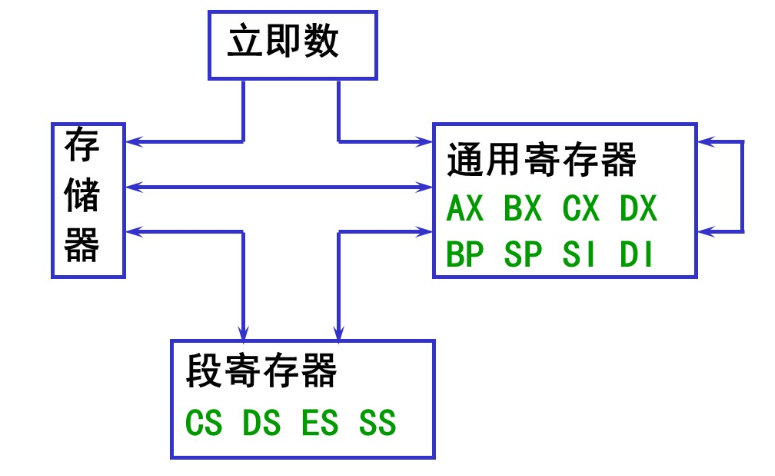 立即数
存
储
器
通用寄存器
AX BX CX DX
BP SP SI DI
段寄存器
CS DS ES SS